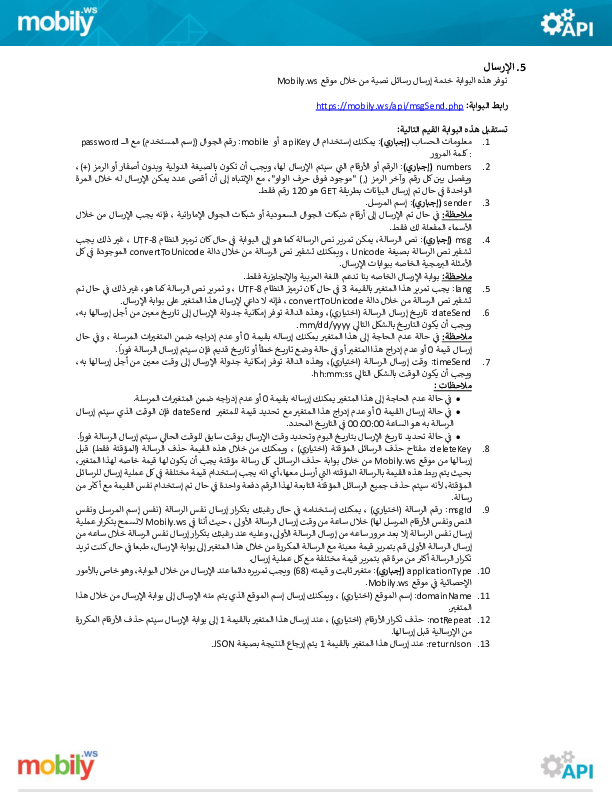 mobily.ws
API
5. الإرسال
توفر هذه البوابة خدمة إرسال رسائل نصية من خلال موقع Mobily.ws
رابط البوابة: https://mobily.ws/api/msgSend.php
تستقبل هذه البوابة القيم التالية:
1. معلومات الحساب (إجباري): يمكنك إستخدام ال apiKey أو mobile: رقم الجوال (إسم المستخدم) مع الـ password
: كلمة المرور
2. numbers (إجباري): الرقم أو الأرقام التي سيتم الإرسال لها، ويجب أن تكون بالصيغة الدولية وبدون أصفار أو الرمز (+) ،
ويفصل بين كل رقم وآخر الرمز (,) "موجود فوق حرف الواو"، مع الإنتباه إلى أن أقصى عدد يمكن الإرسال له خلال المرة
الواحدة في حال تم إرسال البيانات بطريقة GET هو 120 رقم فقط.
3. sender (إجباري): إسم المرسل.
ملاحظة: في حال تم الإرسال إلى أرقام شبكات الجوال السعودية أو شبكات الجوال الإماراتية ، فإنه يجب الإرسال من خلال
الأسماء المفعلة لك فقط.
4. msg (إجباري): نص الرسالة، يمكن تمرير نص الرسالة كما هو إلى البوابة في حال كان ترميز النظام UTF-8 ، غير ذلك يجب
تشفير نص الرسالة بصيغة Unicode ، ويمكنك تشفير نص الرسالة من خلال دالة convertToUnicode الموجودة في كل
الأمثلة البرمجية الخاصه ببوابات الإرسال.
ملاحظة: بوابة الإرسال الخاصه بنا تدعم اللغة العربية والإنجليزية فقط.
5. lang: يجب تمرير هذا المتغير بالقيمة 3 في حال كان ترميز النظام UTF-8 ، و تمرير نص الرسالة كما هو، غير ذلك في حال تم
تشفير نص الرسالة من خلال دالة convertToUnicode ، فإنه لا داعي لإرسال هذا المتغير على بوابة الإرسال.
6. dateSend: تاريخ إرسال الرسالة (اختياري)، وهذه الدالة توفر إمكانية جدولة الإرسال إلى تاريخ معين من أجل إرسالها به،
ويجب أن يكون التاريخ بالشكل التالي mm/dd/yyyy.
ملاحظة: في حالة عدم الحاجة إلى هذا المتغير يمكنك إرساله بقيمة 0 أو عدم إدراجه ضمن المتغيرات المرسلة ، وفي حال
إرسال قيمة 0 أو عدم إدراج هذا المتغير أو في حالة وضع تاريخ خطأ أو تاريخ قديم فإن سيتم إرسال الرسالة فوراً.
7. timeSend: وقت إرسال الرسالة (إختياري)، وهذه الدالة توفر إمكانية جدولة الإرسال إلى وقت معين من أجل إرسالها به ،
ويجب أن يكون الوقت بالشكل التالي hh:mm:ss.
ملاحظات :
• في حالة عدم الحاجة إلى هذا المتغير يمكنك إرساله بقيمة 0 أو عدم إدراجه ضمن المتغيرات المرسلة.
• في حالة إرسال القيمة 0 أو عدم إدراج هذا المتغير مع تحديد قيمة للمتغير dateSend فإن الوقت الذي سيتم إرسال
الرسالة به هو الساعة 00:00:00 في التاريخ المحدد.
• في حالة تحديد تاريخ الإرسال بتاريخ اليوم وتحديد وقت الإرسال بوقت سابق للوقت الحالي سيتم إرسال الرسالة فوراً.
8. deleteKey: مفتاح حذف الرسائل المؤقتة (اختياري) ، ويمكنك من خلال هذه القيمة حذف الرسالة (المؤقتة فقط) قبل
إرسالها من موقع Mobily.ws من خلال بوابة حذف الرسائل. كل رسالة مؤقتة يجب أن يكون لها قيمة خاصه لهذا المتغير،
بحيث يتم ربط هذه القيمة بالرسالة المؤقته التي أرسل معها،أي انه يجب إستخدام قيمة مختلفة في كل عملية إرسال للرسائل
المؤقتة،لأنه سيتم حذف جميع الرسائل المؤقتة التابعة لهذا الرقم دفعة واحدة في حال تم إستخدام نفس القيمة مع أكثر من
رسالة.
9. msgId: رقم الرسالة (اختياري) ، يمكنك إستخدامه في حال رغبتك بتكرار إرسال نفس الرسالة (نفس إسم المرسل ونفس
النص ونفس الأرقام المرسل لها) خلال ساعة من وقت إرسال الرسالة الأولى ، حيث أننا في Mobily.ws لانسمح بتكرار عملية
إرسال نفس الرسالة إلا بعد مرور ساعه من إرسال الرسالة الأولى، وعليه عند رغبتك بتكرار إرسال نفس الرسالة خلال ساعه من
إرسال الرسالة الأولى قم بتمرير قيمة معينة مع الرسالة المكررة من خلال هذا المتغير إلى بوابة الإرسال، طبعا في حال كنت تريد
تكرار الرسالة أكثر من مرة قم بتمرير قيمة مختلفة مع كل عملية إرسال.
10. applicationType (إجباري): متغير ثابت و قيمته (68) ويجب تمريره دائما عند الإرسال من خلال البوابة، وهو خاص بالأمور
الإحصائية في موقع Mobily.ws.
11. domainName: إسم الموقع (اختياري) ، ويمكنك إرسال إسم الموقع الذي يتم منه الإرسال إلى بوابة الإرسال من خلال هذا
المتغير.
12. notRepeat: حذف تكرار الأرقام (اختياري) ، عند إرسال هذا المتغير بالقيمة 1 إلى بوابة الإرسال سيتم حذف الأرقام المكررة
من الإرسالية قبل إرسالها.
13. returnJson: عند إرسال هذا المتغير بالقيمة 1 يتم إرجاع النتيجة بصيغة JSON.
mobily.ws
API